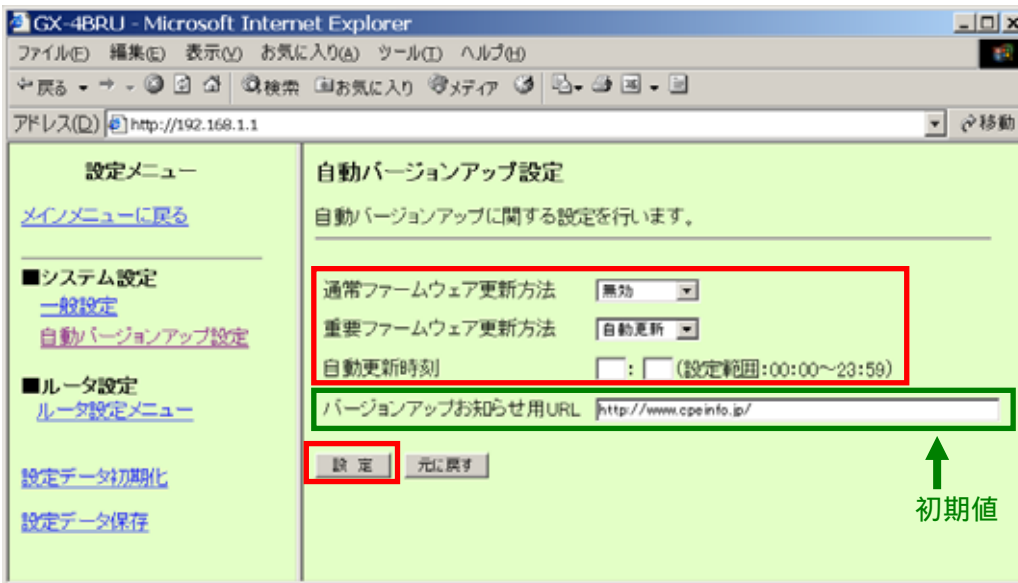 GX-4BRU - Microsoft Internet Explorer
ファイル(F) 編集(E) 表示(V) お気に入り(A) ツール(T) ヘルプ(H)
戻る 検索 お気に入り メディア
アドレス(D) http://192.168.1.1 移動
設定メニュー
メインメニューに戻る
■システム設定
一般設定
自動バージョンアップ設定
■ルータ設定
ルータ設定メニュー
設定データ初期化
設定データ保存
自動バージョンアップ設定
自動バージョンアップに関する設定を行います。
通常ファームウェア更新方法 無効
重要ファームウェア更新方法 自動更新
自動更新時刻 : (設定範囲:00:00～23:59)
バージョンアップお知らせ用URL http://www.cpeinfo.jp/
設 定 元に戻す
初期値